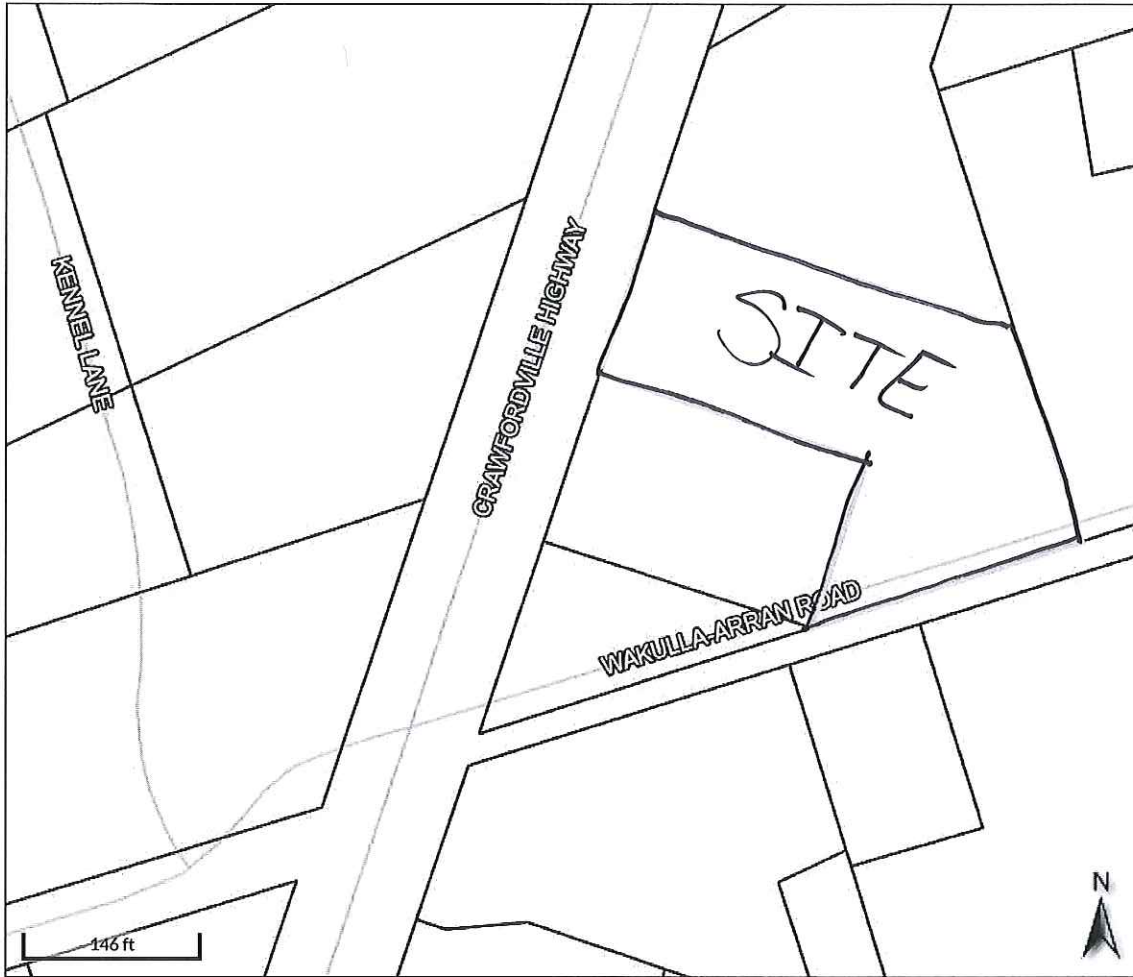 N
SITE
KENNEL LANE
CRAWFORDVILLE HIGHWAY
WAKULLA-ARRAN ROAD
146 ft